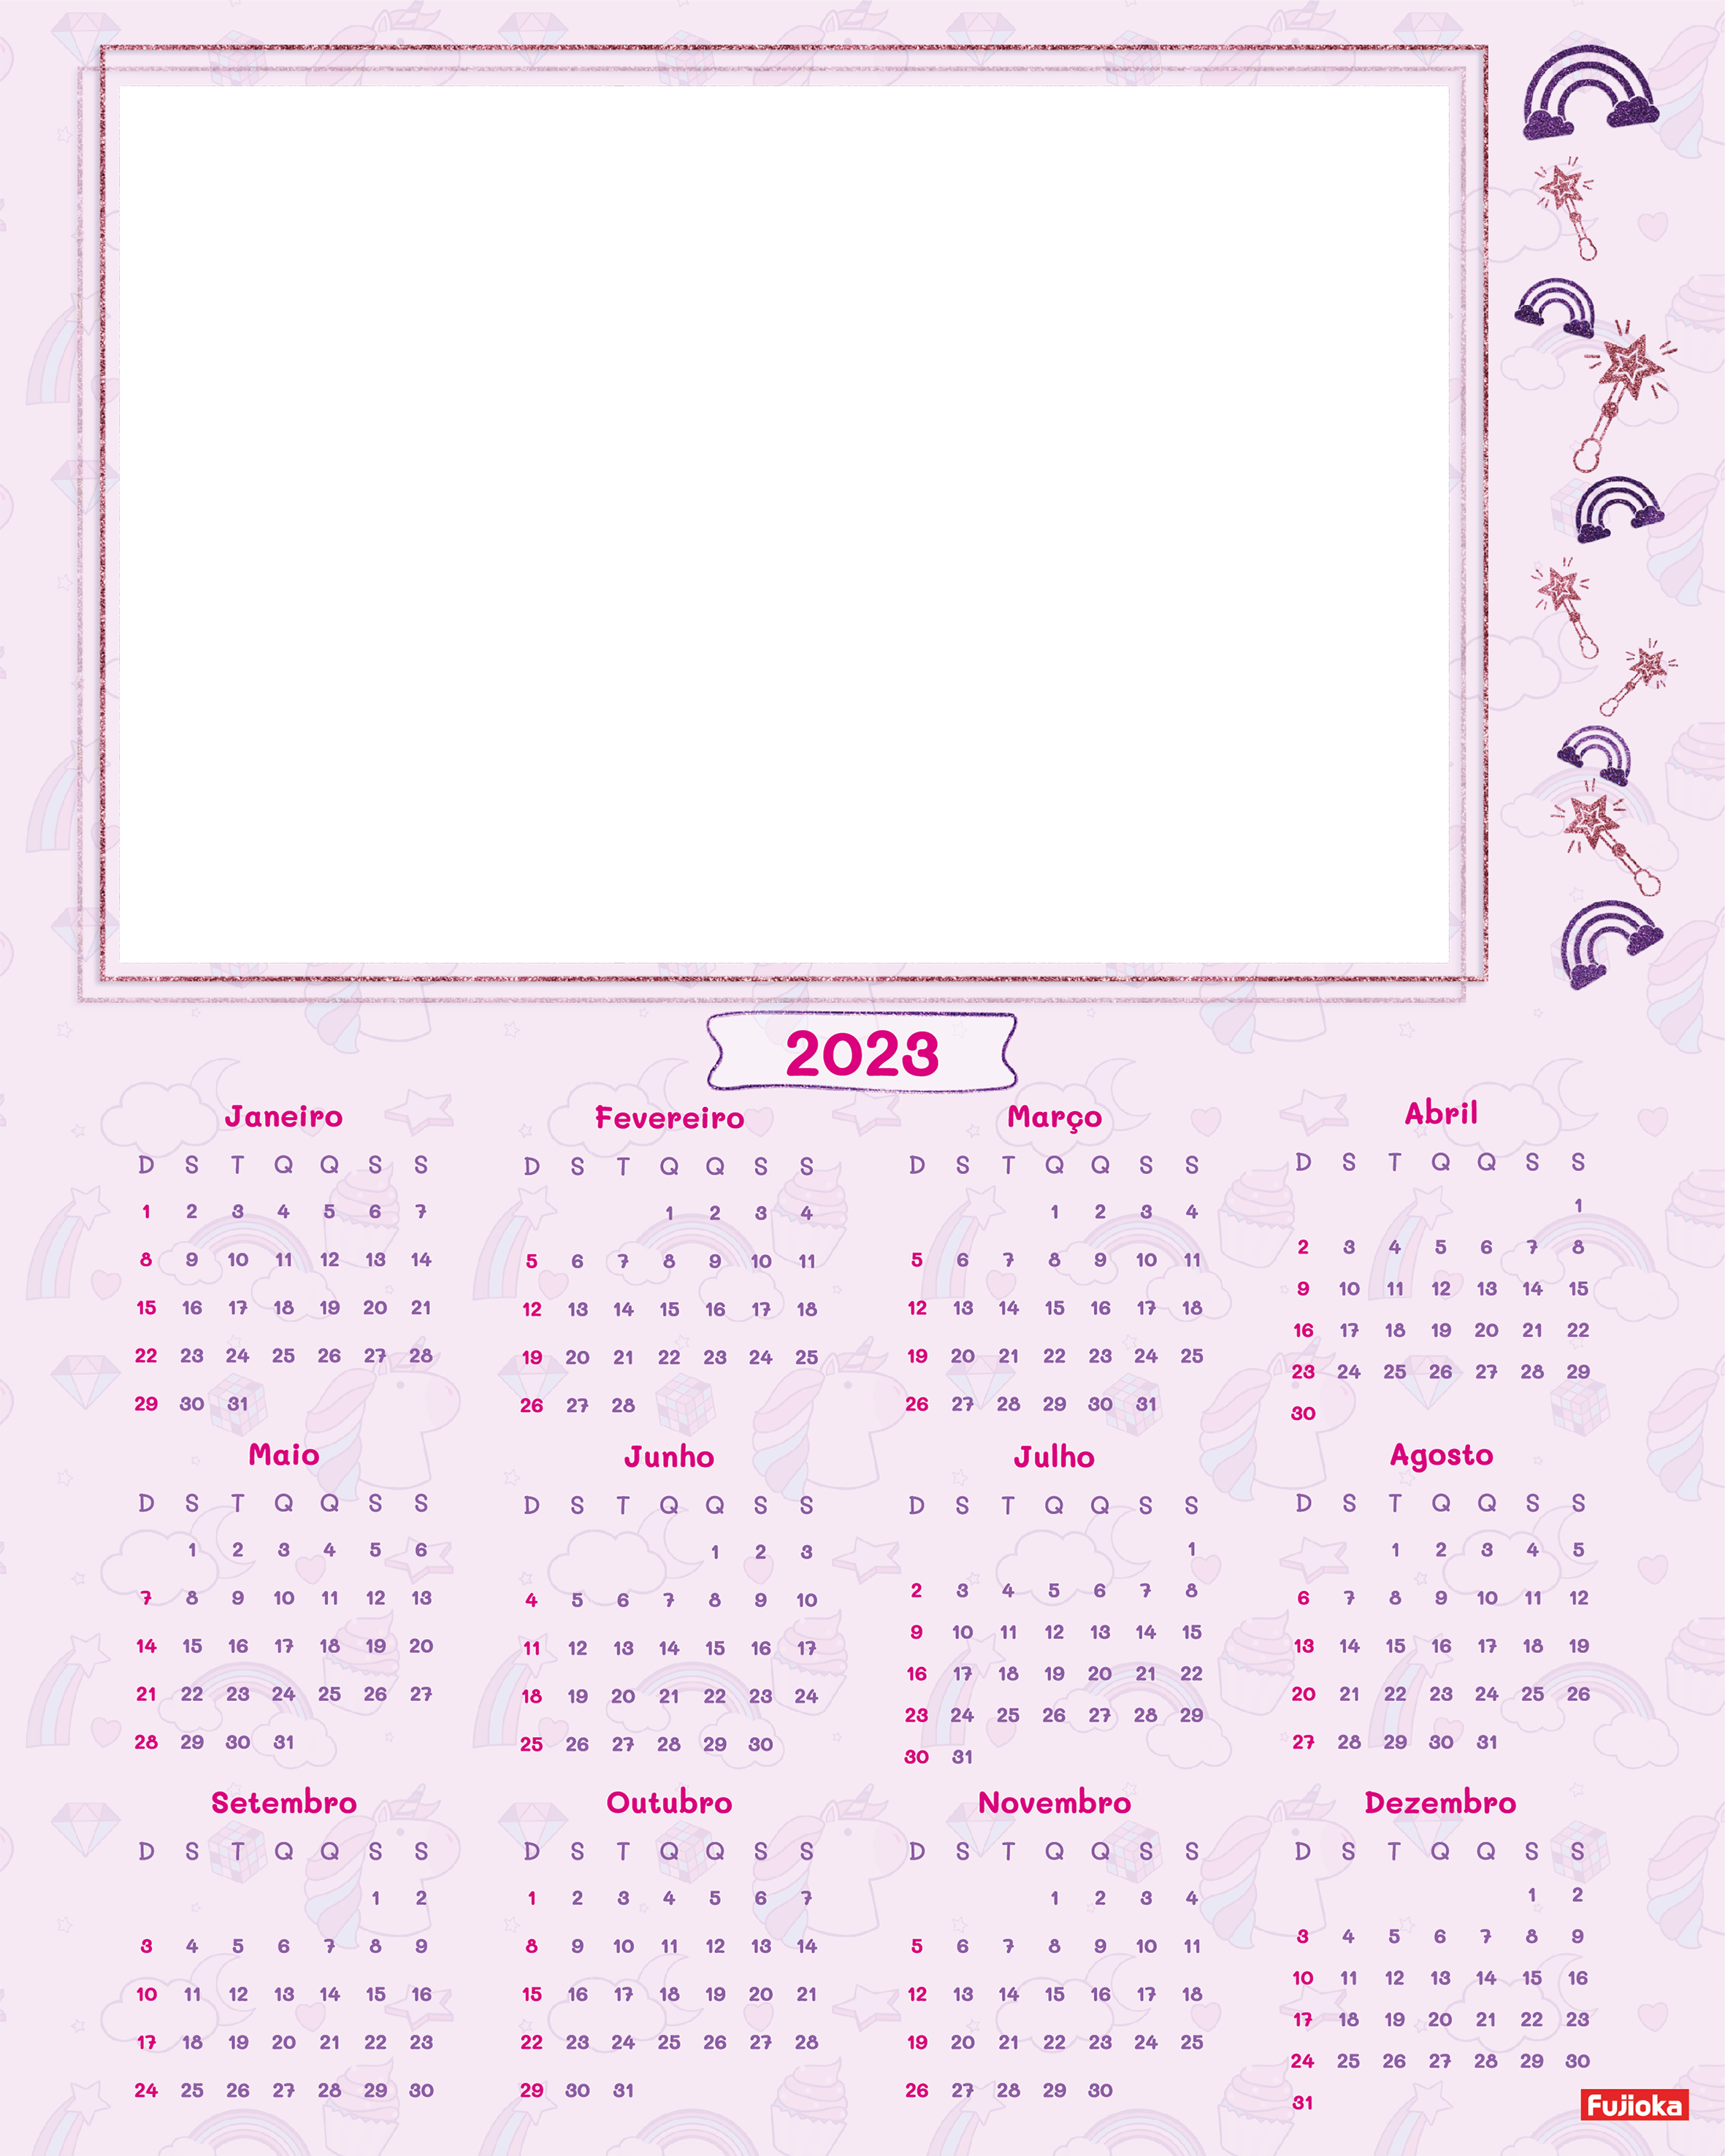 2023
Janeiro
D S T Q Q S S
1 2 3 4 5 6 7
8 9 10 11 12 13 14
15 16 17 18 19 20 21
22 23 24 25 26 27 28
29 30 31
Fevereiro
D S T Q Q S S
1 2 3 4
5 6 7 8 9 10 11
12 13 14 15 16 17 18
19 20 21 22 23 24 25
26 27 28
Março
D S T Q Q S S
1 2 3 4
5 6 7 8 9 10 11
12 13 14 15 16 17 18
19 20 21 22 23 24 25
26 27 28 29 30 31
Abril
D S T Q Q S S
1
2 3 4 5 6 7 8
9 10 11 12 13 14 15
16 17 18 19 20 21 22
23 24 25 26 27 28 29
30
Maio
D S T Q Q S S
1 2 3 4 5 6
7 8 9 10 11 12 13
14 15 16 17 18 19 20
21 22 23 24 25 26 27
28 29 30 31
Junho
D S T Q Q S S
1 2 3
4 5 6 7 8 9 10
11 12 13 14 15 16 17
18 19 20 21 22 23 24
25 26 27 28 29 30
Julho
D S T Q Q S S
1
2 3 4 5 6 7 8
9 10 11 12 13 14 15
16 17 18 19 20 21 22
23 24 25 26 27 28 29
30 31
Agosto
D S T Q Q S S
1 2 3 4 5
6 7 8 9 10 11 12
13 14 15 16 17 18 19
20 21 22 23 24 25 26
27 28 29 30 31
Setembro
D S T Q Q S S
1 2
3 4 5 6 7 8 9
10 11 12 13 14 15 16
17 18 19 20 21 22 23
24 25 26 27 28 29 30
Outubro
D S T Q Q S S
1 2 3 4 5 6 7
8 9 10 11 12 13 14
15 16 17 18 19 20 21
22 23 24 25 26 27 28
29 30 31
Novembro
D S T Q Q S S
1 2 3 4
5 6 7 8 9 10 11
12 13 14 15 16 17 18
19 20 21 22 23 24 25
26 27 28 29 30
Dezembro
D S T Q Q S S
1 2
3 4 5 6 7 8 9
10 11 12 13 14 15 16
17 18 19 20 21 22 23
24 25 26 27 28 29 30
31
Fujioka